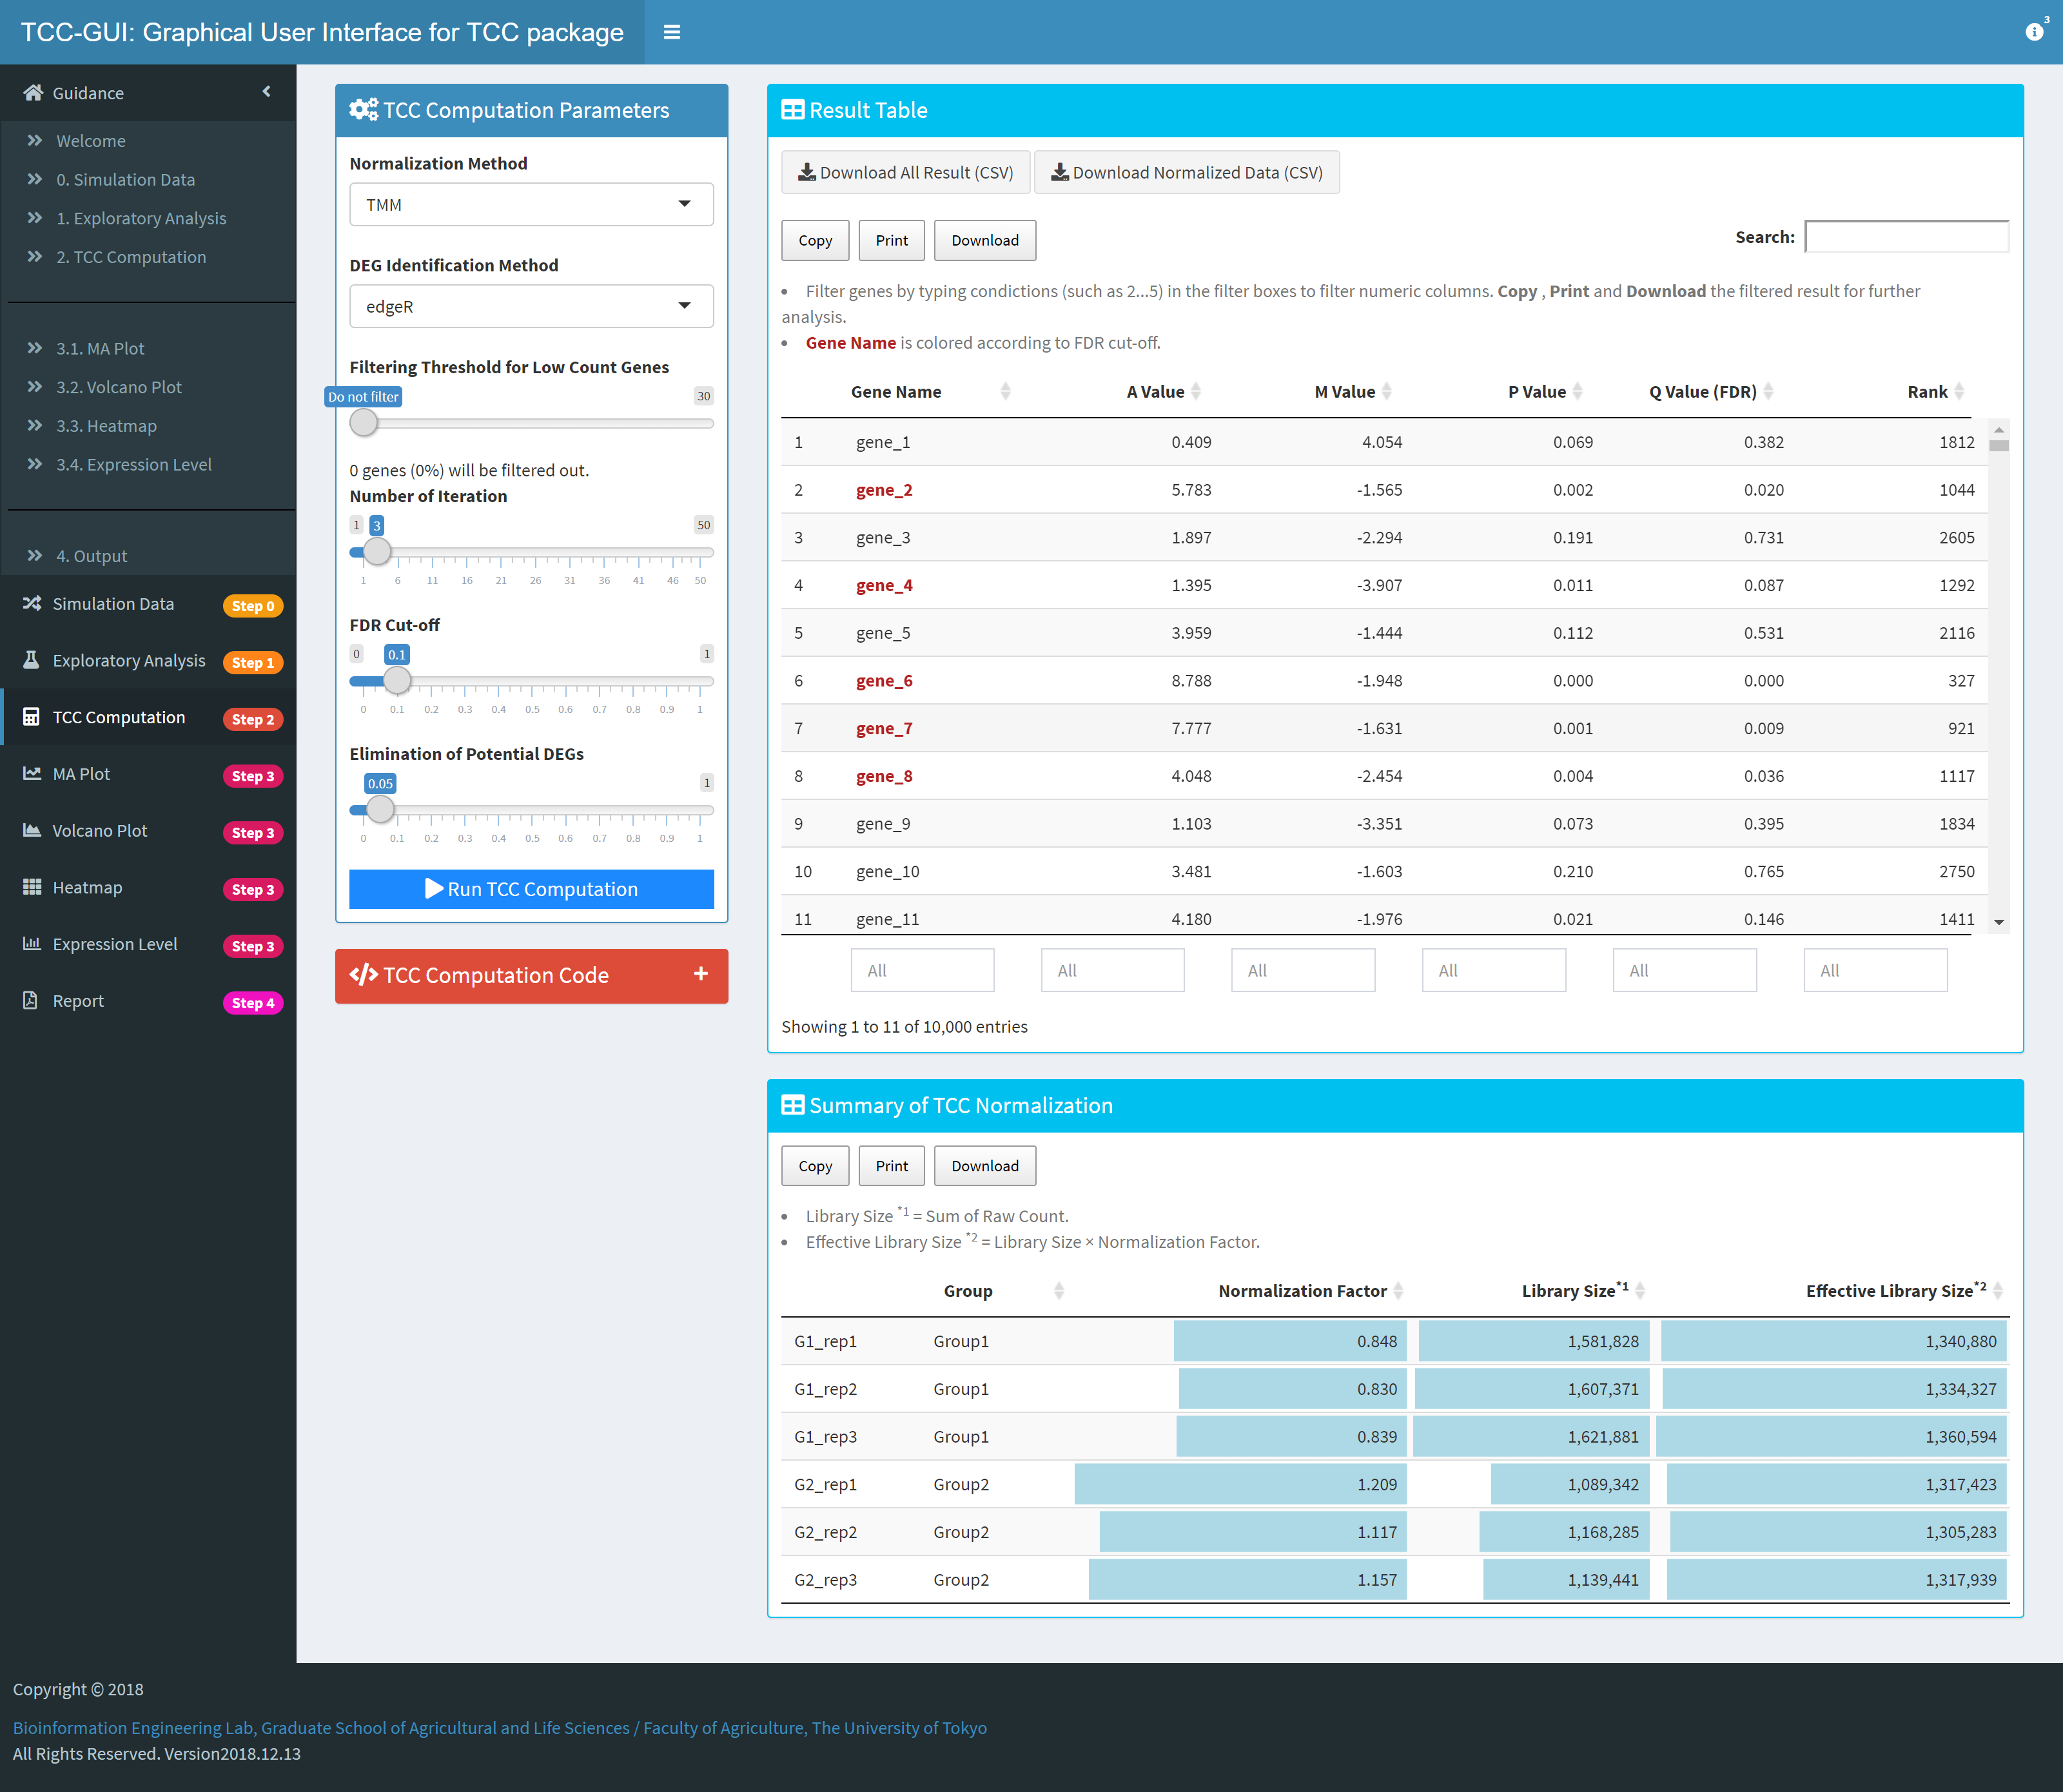 TCC-GUI: Graphical User Interface for TCC package
3
Guidance
Welcome
0. Simulation Data
1. Exploratory Analysis
2. TCC Computation
3.1. MA Plot
3.2. Volcano Plot
3.3. Heatmap
3.4. Expression Level
4. Output
Simulation Data Step 0
Exploratory Analysis Step 1
TCC Computation Step 2
MA Plot Step 3
Volcano Plot Step 3
Heatmap Step 3
Expression Level Step 3
Report Step 4
TCC Computation Parameters
Normalization Method
TMM
DEG Identification Method
edgeR
Filtering Threshold for Low Count Genes
Do not filter 30
0 genes (0%) will be filtered out.
Number of Iteration
1 3 50
1 6 11 16 21 26 31 36 41 46 50
FDR Cut-off
0 0.1 1
0 0.1 0.2 0.3 0.4 0.5 0.6 0.7 0.8 0.9 1
Elimination of Potential DEGs
0.05 1
0 0.1 0.2 0.3 0.4 0.5 0.6 0.7 0.8 0.9 1
Run TCC Computation
</> TCC Computation Code +
Result Table
Download All Result (CSV) Download Normalized Data (CSV)
Copy Print Download Search:
• Filter genes by typing condictions (such as 2...5) in the filter boxes to filter numeric columns. Copy , Print and Download the filtered result for further
analysis.
• Gene Name is colored according to FDR cut-off.
Gene Name A Value M Value P Value Q Value (FDR) Rank
1 gene_1 0.409 4.054 0.069 0.382 1812
2 gene_2 5.783 -1.565 0.002 0.020 1044
3 gene_3 1.897 -2.294 0.191 0.731 2605
4 gene_4 1.395 -3.907 0.011 0.087 1292
5 gene_5 3.959 -1.444 0.112 0.531 2116
6 gene_6 8.788 -1.948 0.000 0.000 327
7 gene_7 7.777 -1.631 0.001 0.009 921
8 gene_8 4.048 -2.454 0.004 0.036 1117
9 gene_9 1.103 -3.351 0.073 0.395 1834
10 gene_10 3.481 -1.603 0.210 0.765 2750
11 gene_11 4.180 -1.976 0.021 0.146 1411
All All All All All All
Showing 1 to 11 of 10,000 entries
Summary of TCC Normalization
Copy Print Download
• Library Size *1 = Sum of Raw Count.
• Effective Library Size *2 = Library Size × Normalization Factor.
Group Normalization Factor Library Size*1 Effective Library Size*2
G1_rep1 Group1 0.848 1,581,828 1,340,880
G1_rep2 Group1 0.830 1,607,371 1,334,327
G1_rep3 Group1 0.839 1,621,881 1,360,594
G2_rep1 Group2 1.209 1,089,342 1,317,423
G2_rep2 Group2 1.117 1,168,285 1,305,283
G2_rep3 Group2 1.157 1,139,441 1,317,939
Copyright © 2018
Bioinformation Engineering Lab, Graduate School of Agricultural and Life Sciences / Faculty of Agriculture, The University of Tokyo
All Rights Reserved. Version2018.12.13